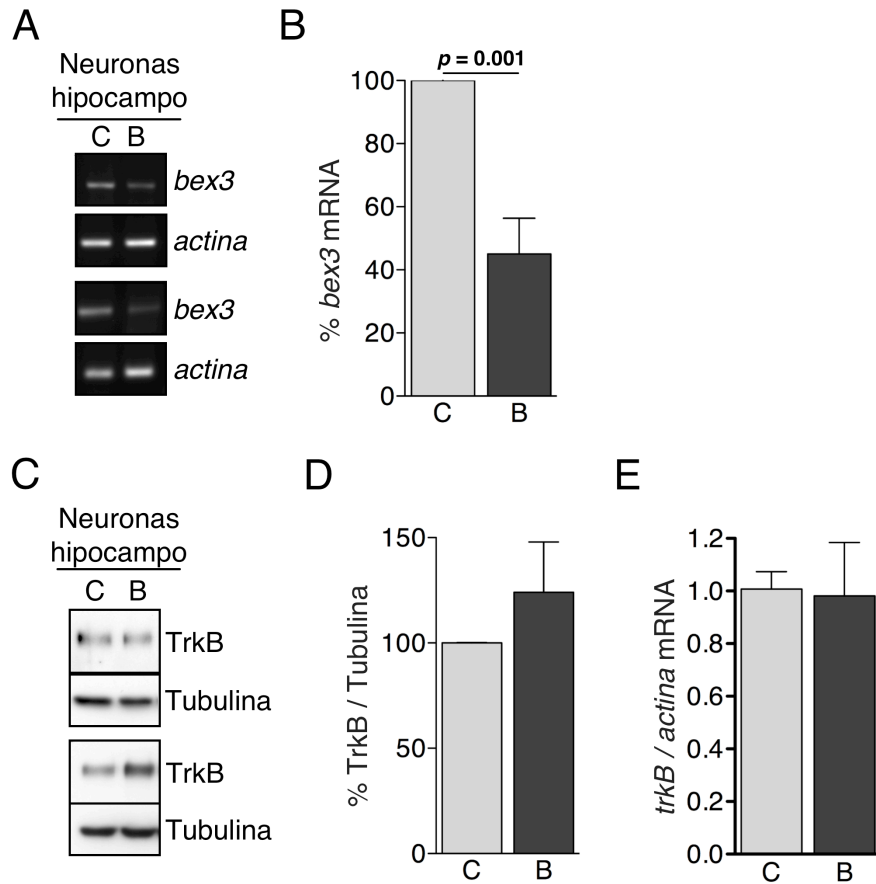 A
Neuronas
hipocampo
C B
bex3
actina
bex3
actina
B
p = 0.001
% bex3 mRNA
100
80
60
40
20
0
C B
C
Neuronas
hipocampo
C B
TrkB
Tubulina
TrkB
Tubulina
D
% TrkB / Tubulina
150
100
50
0
C B
E
trkB / actina mRNA
1.2
1.0
0.8
0.6
0.4
0.2
0.0
C B